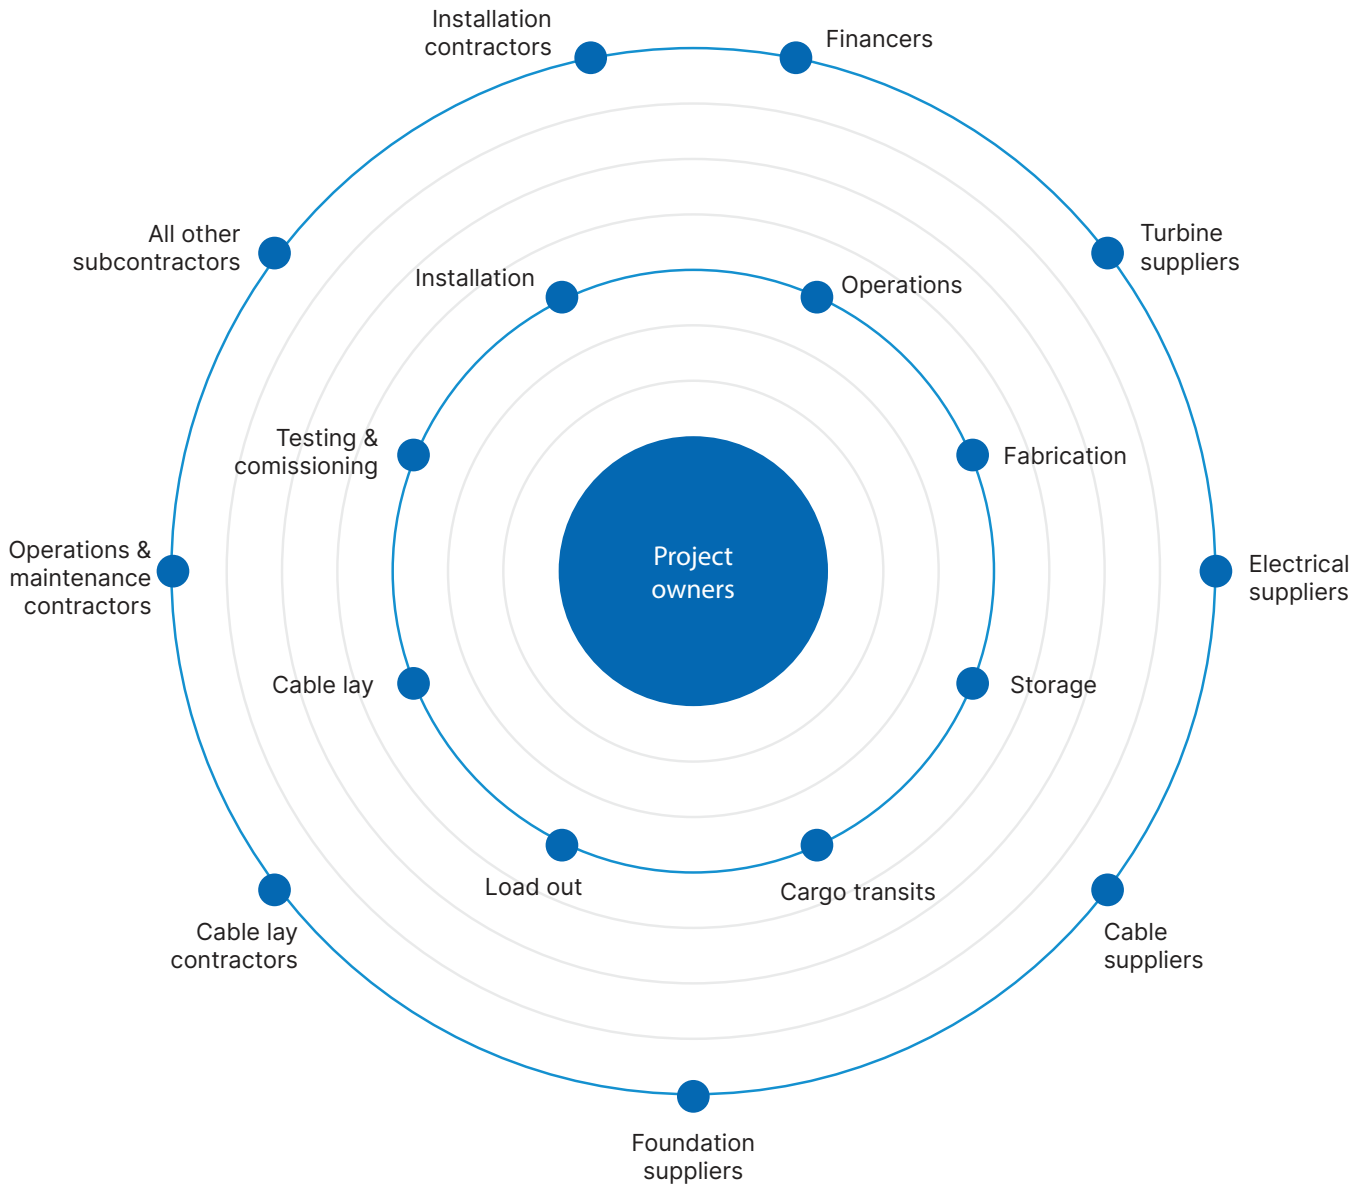 Installation
contractors
Financers
All other
subcontractors
Turbine
suppliers
Installation
Operations
Testing &
comissioning
Fabrication
Operations &
maintenance
contractors
Project
owners
Electrical
suppliers
Cable lay
Storage
Load out
Cargo transits
Cable lay
contractors
Cable
suppliers
Foundation
suppliers